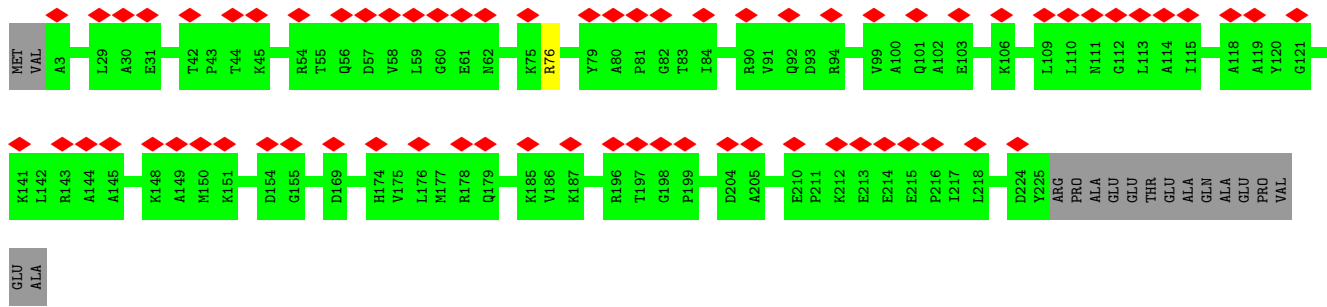 MET VAL A3 L29 A30 E31 T42 P43 T44 K45 R54 T55 Q56 D57 V58 L59 G60 E61 N62 K75 R76 Y79 A80 P81 G82 T83 I84 R90 V91 Q92 D93 R94 V99 A100 Q101 A102 E103 K106 L109 L110 N111 G112 L113 A114 I115 A118 A119 Y120 G121
K141 L142 R143 A144 A145 K148 A149 M150 K151 D154 G155 D169 H174 V175 L176 M177 R178 Q179 K185 V186 K187 R196 T197 G198 P199 D204 A205 E210 P211 K212 E213 E214 E215 P216 I217 L218 D224 Y225 ARG PRO ALA GLU GLU THR GLU ALA GLN ALA GLU PRO VAL
GLU ALA